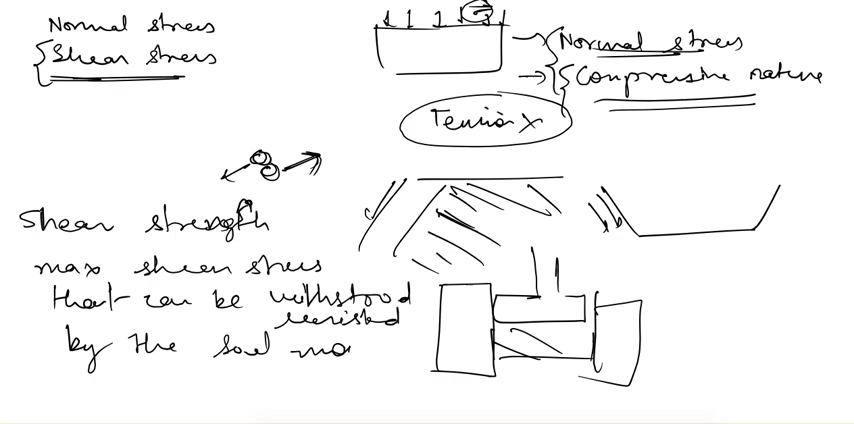 Normal stress
Shear stress
Normal stress
Compressive nature
Tension X
Shear strength
max shear stress
that can be withstood
resisted
by the soil ma